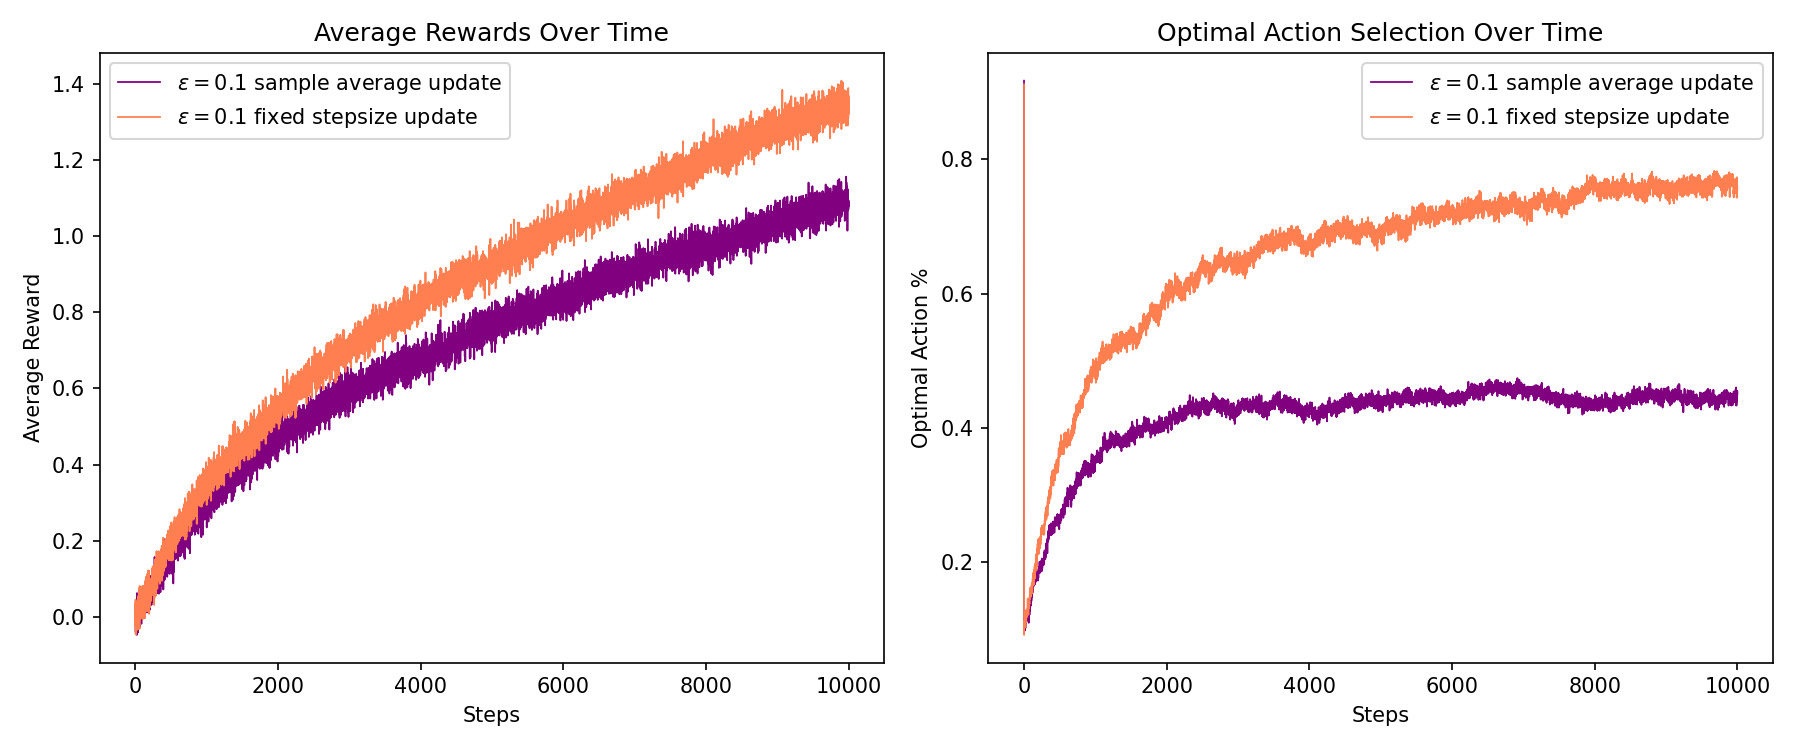 Average Rewards Over Time
ε = 0.1 sample average update
ε = 0.1 fixed stepsize update
1.4
1.2
1.0
0.8
0.6
0.4
0.2
0.0
Average Reward
0 2000 4000 6000 8000 10000
Steps
Optimal Action Selection Over Time
ε = 0.1 sample average update
ε = 0.1 fixed stepsize update
0.8
0.6
0.4
0.2
Optimal Action %
0 2000 4000 6000 8000 10000
Steps